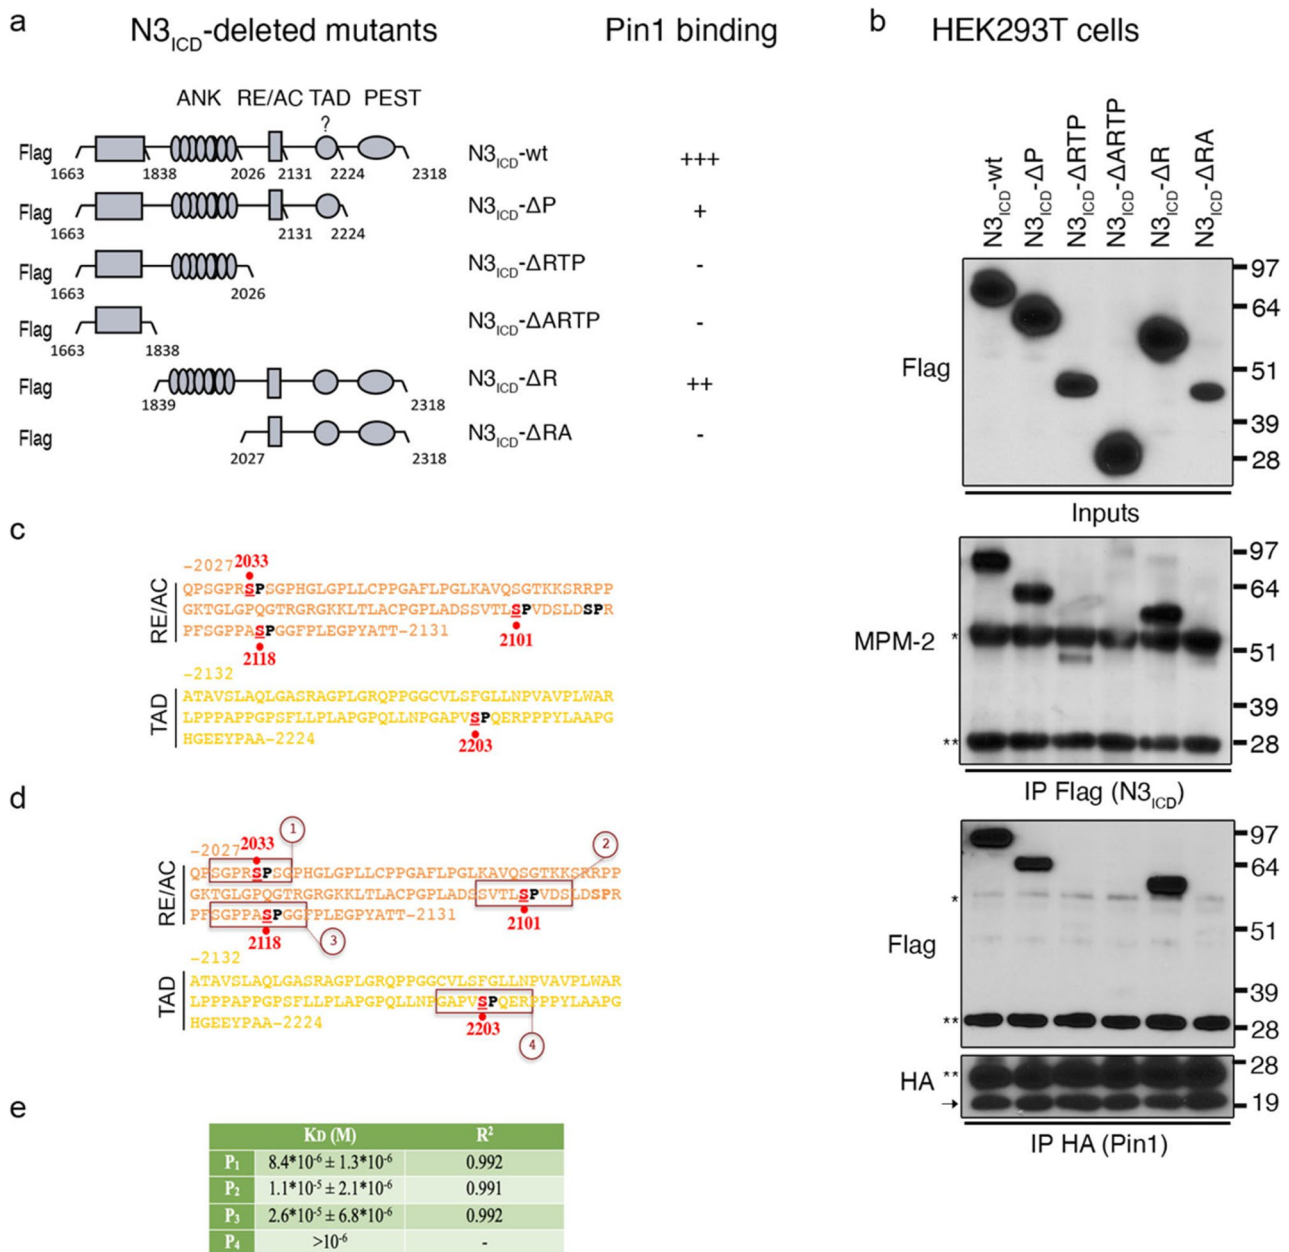 a
N3ICD-deleted mutants
Pin1 binding
ANK RE/AC TAD PEST
?
Flag 1663 1838 2026 2131 2224 2318 N3ICD-wt +++
Flag 1663 2131 2224 N3ICD-ΔP +
Flag 1663 2026 N3ICD-ΔRTP -
Flag 1663 1838 N3ICD-ΔARTP -
Flag 1839 2318 N3ICD-ΔR ++
Flag 2027 2318 N3ICD-ΔRA -
b
HEK293T cells
N3ICD-wt
N3ICD-ΔP
N3ICD-ΔRTP
N3ICD-ΔARTP
N3ICD-ΔR
N3ICD-ΔRA
Flag
97
64
51
39
28
Inputs
MPM-2
*
**
97
64
51
39
28
IP Flag (N3ICD)
Flag
*
**
97
64
51
39
28
HA
**
→
28
19
IP HA (Pin1)
c
RE/AC
-2027 2033
QPSGPRSPSGPHGLGPLLCPPGAFLPGLKAVQSGTKKSRRPP
GKTGLGPQGTRGRGKKLTLACPGPLADSSVTLSPVDSLDSPR
PFSGPPASPGGFPLEGPYATT-2131 2101
2118
TAD
-2132
ATAVSLAQLGASRAGPLGRQPPGGCVLSFGLLNPVAVPLWAR
LPPPAPPGPSFLLPLAPGPQLLNPGAPVSPQERPPPYLAAPG
HGEEYPAA-2224 2203
d
1
2
RE/AC
-2027 2033
QPSGPRSPSGPHGLGPLLCPPGAFLPGLKAVQSGTKKSRRPP
GKTGLGPQGTRGRGKKLTLACPGPLADSSVTLSPVDSLDSPR
PFSGPPASPGGFPLEGPYATT-2131 2101
2118
3
TAD
-2132
ATAVSLAQLGASRAGPLGRQPPGGCVLSFGLLNPVAVPLWAR
LPPPAPPGPSFLLPLAPGPQLLNPGAPVSPQERPPPYLAAPG
HGEEYPAA-2224 2203
4
e
KD (M) R²
P1 8.4*10⁻⁶ ± 1.3*10⁻⁶ 0.992
P2 1.1*10⁻⁵ ± 2.1*10⁻⁶ 0.991
P3 2.6*10⁻⁵ ± 6.8*10⁻⁶ 0.992
P4 >10⁻⁶ -